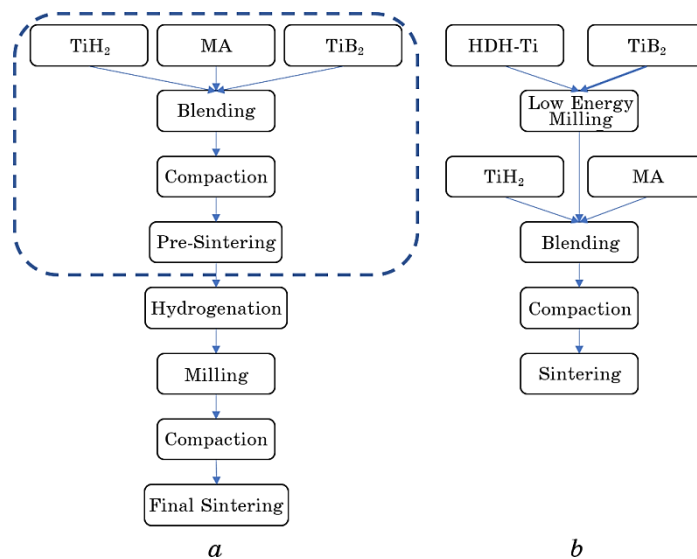 TiH₂ MA TiB₂
Blending
Compaction
Pre-Sintering
Hydrogenation
Milling
Compaction
Final Sintering
a
HDH-Ti TiB₂
Low Energy
Milling
TiH₂ MA
Blending
Compaction
Sintering
b